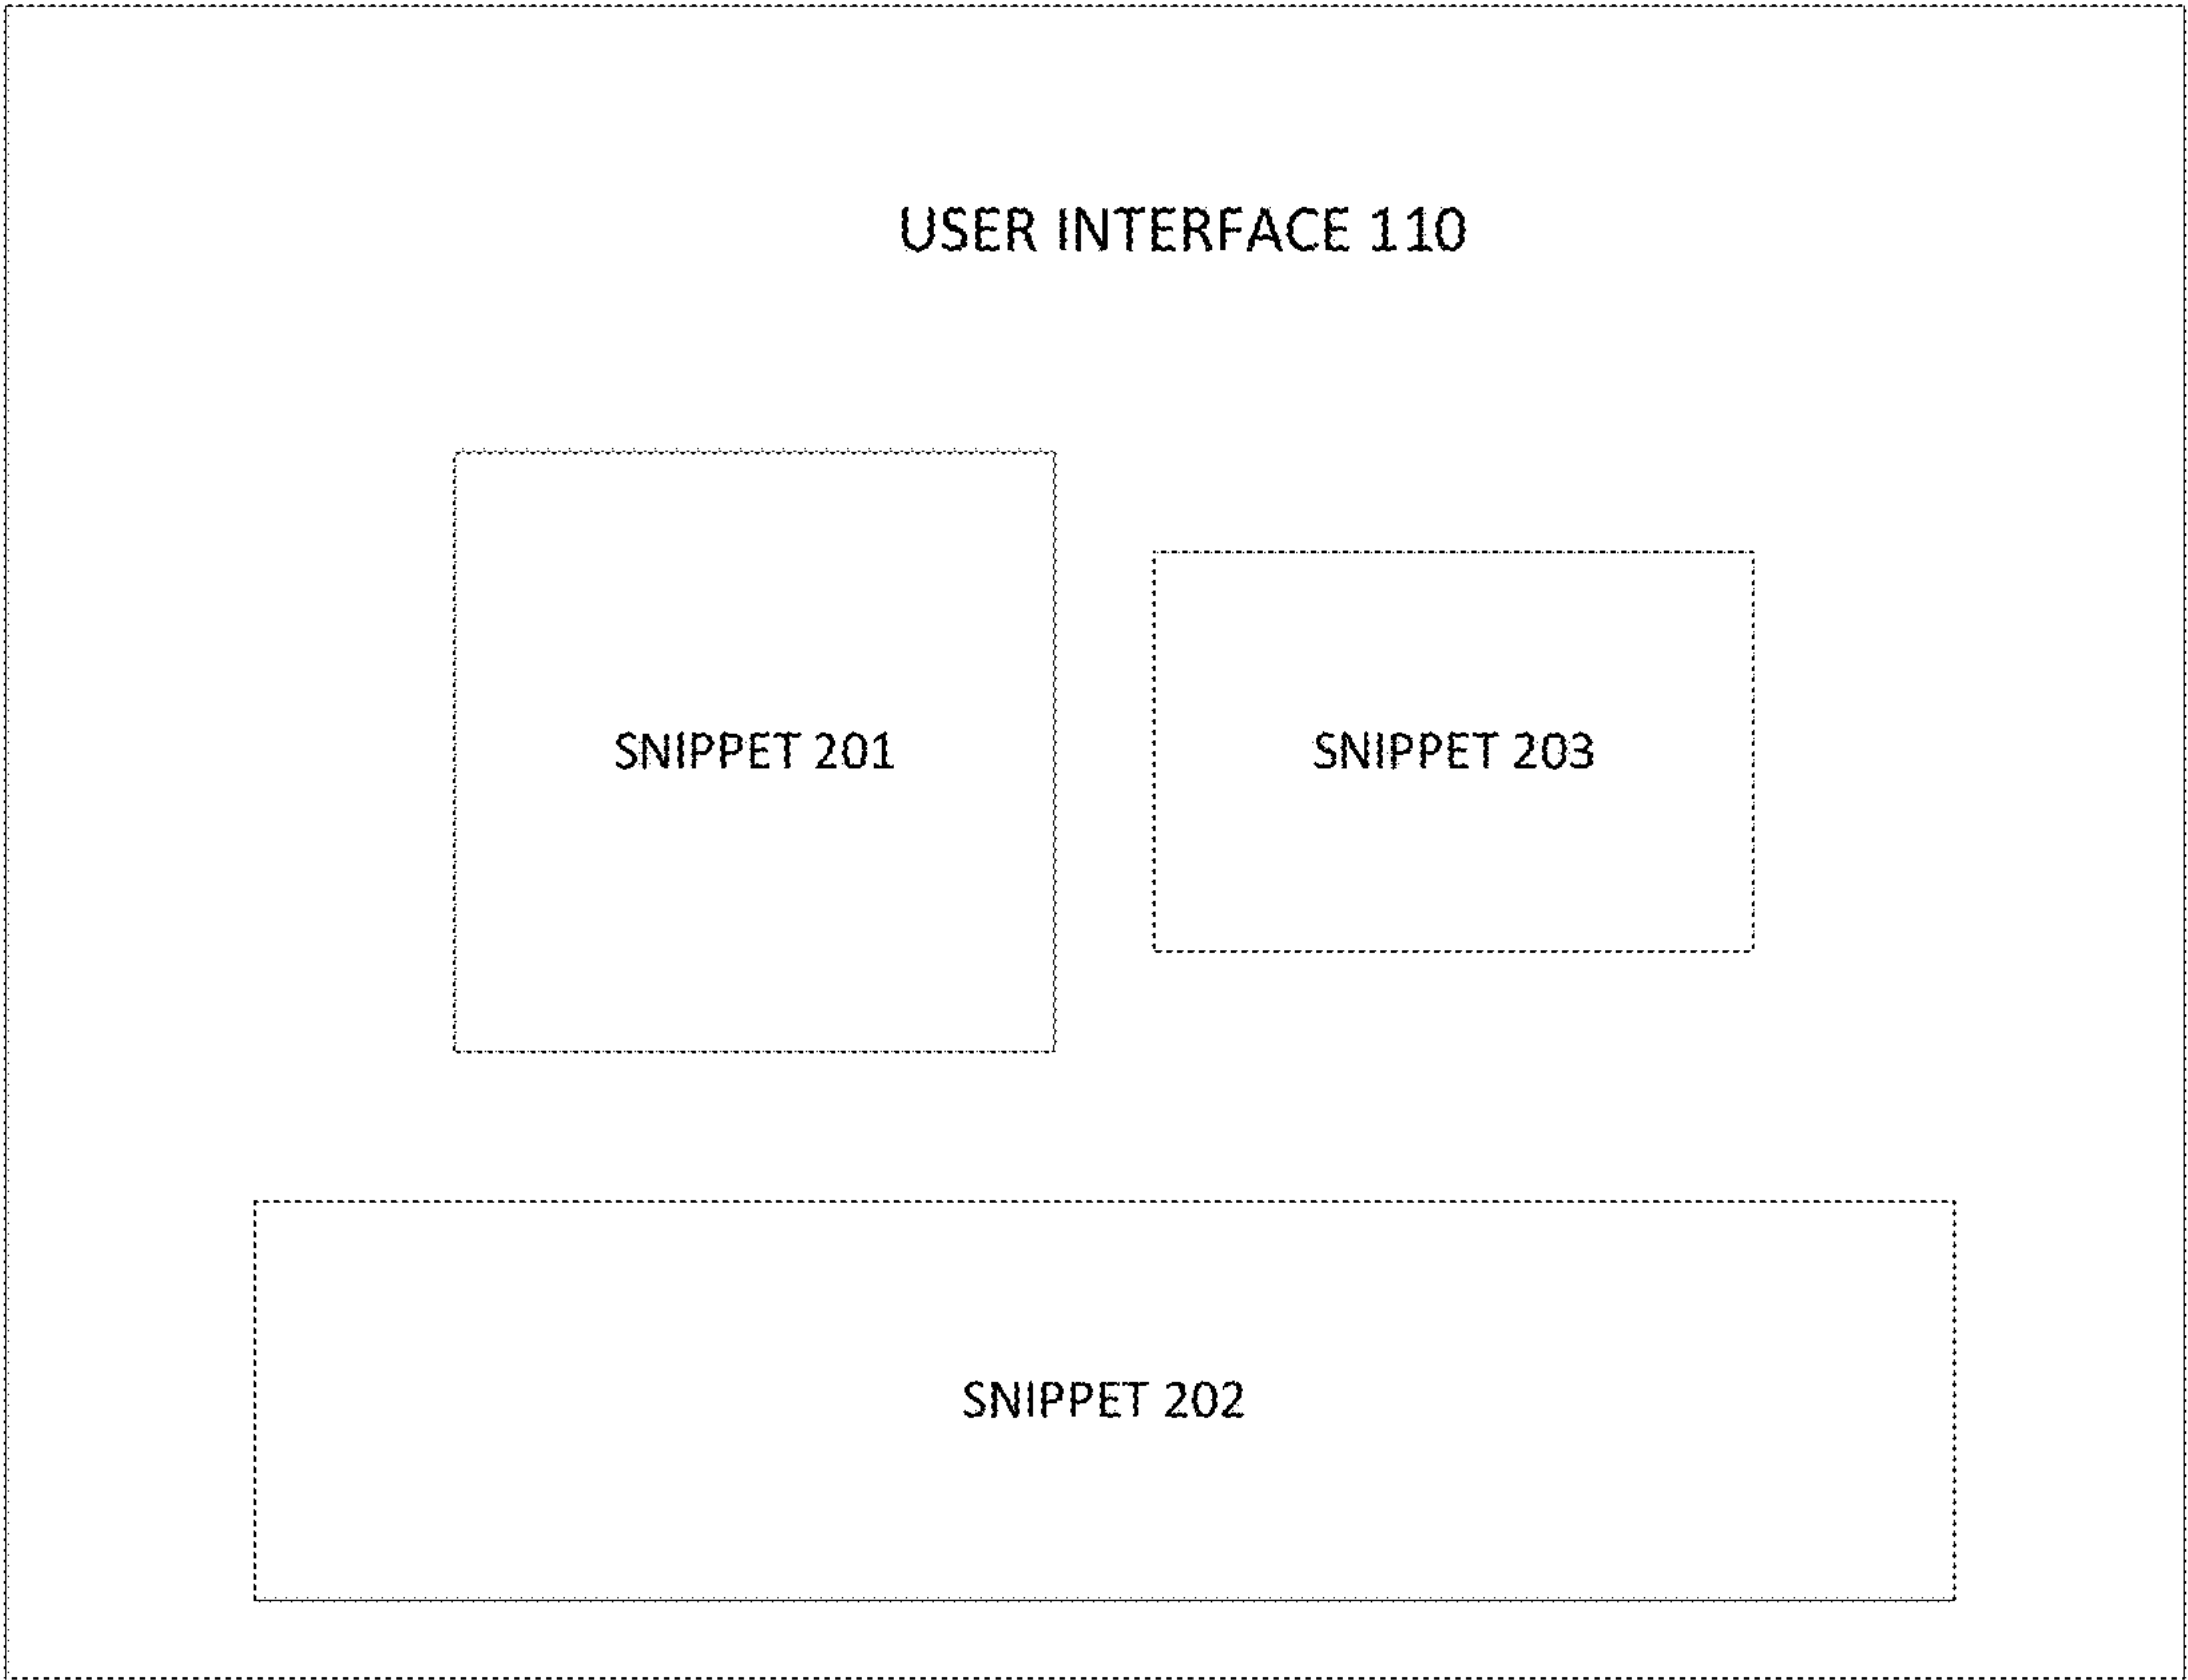 USER INTERFACE 110
SNIPPET 201
SNIPPET 203
SNIPPET 202